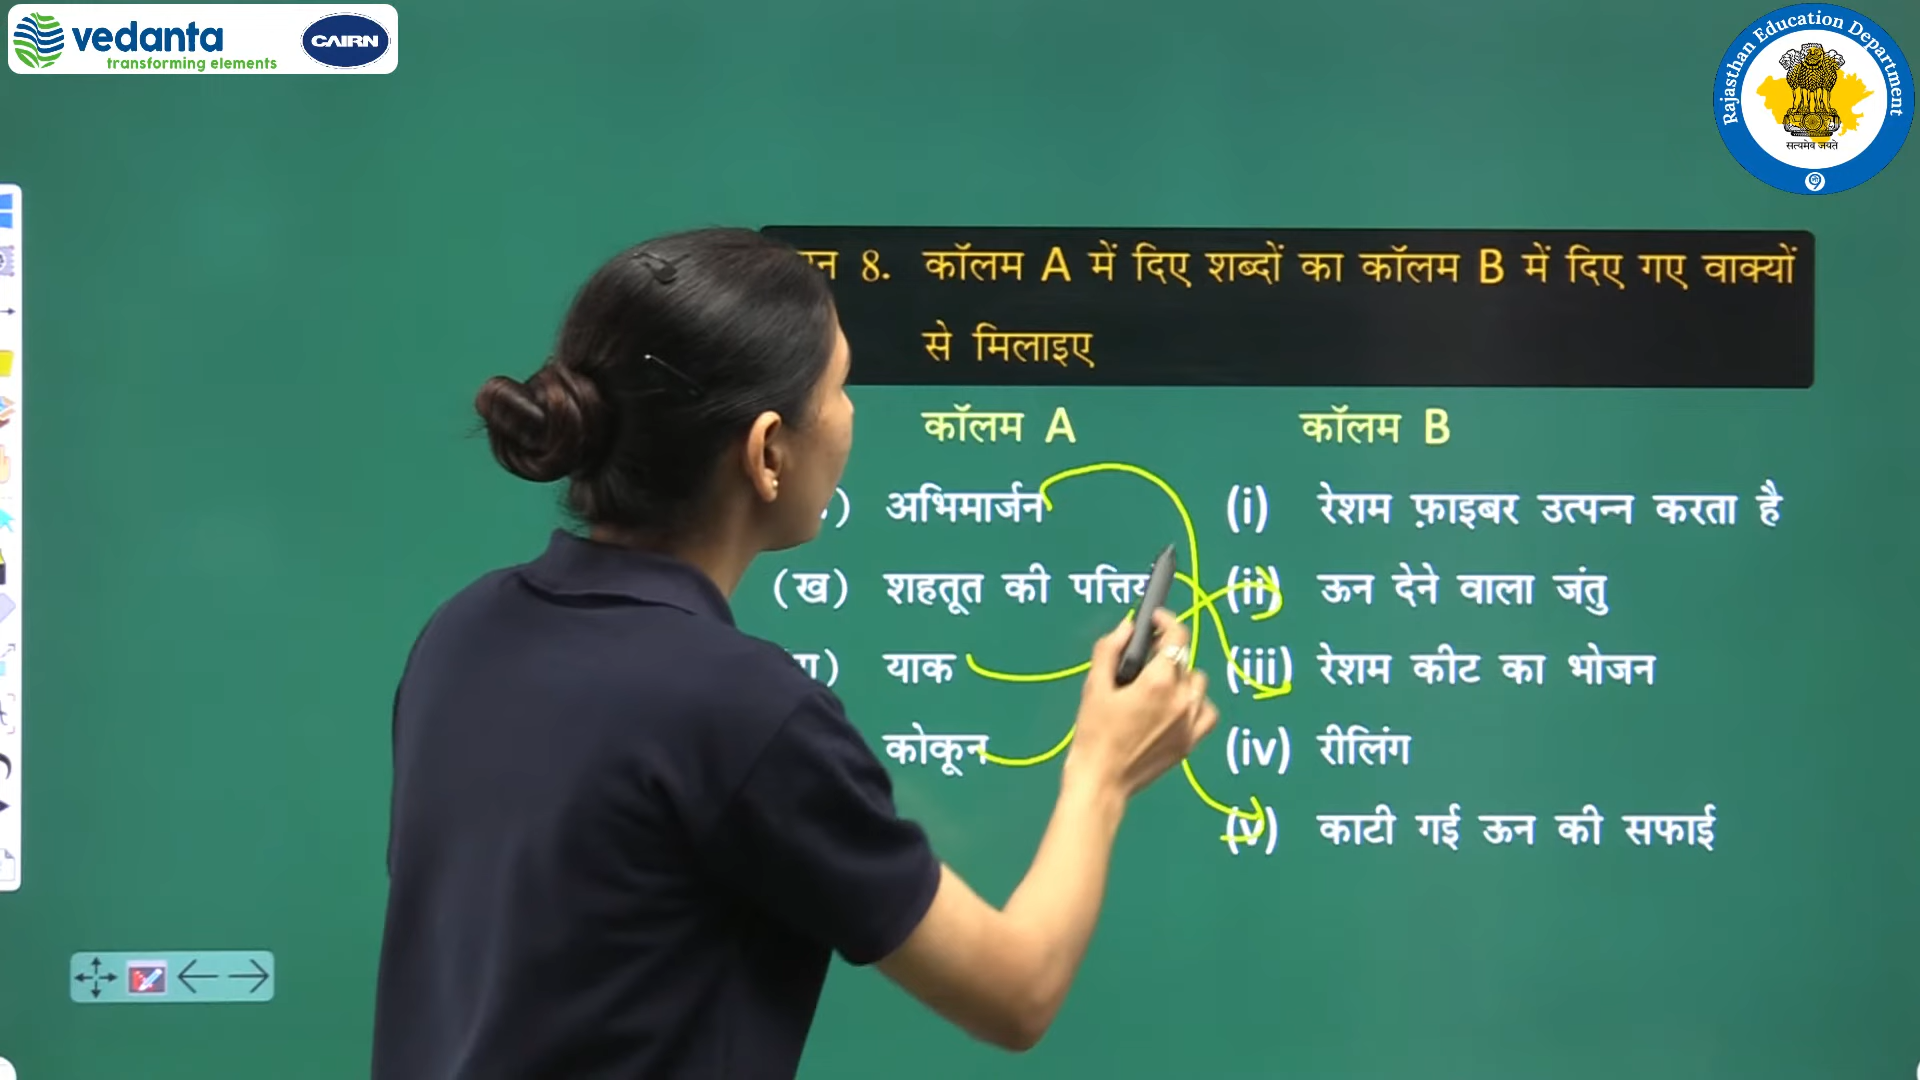 vedanta
transforming elements
CAIRN
Rajasthan Education Department
सत्यमेव जयते
8. कॉलम A में दिए शब्दों का कॉलम B में दिए गए वाक्यों
से मिलाइए
कॉलम A कॉलम B
अभिमार्जन (i) रेशम फ़ाइबर उत्पन्न करता है
(ख) शहतूत की (ii) ऊन देने वाला जंतु
याक (iii) रेशम कीट का भोजन
कोकून (iv) रीलिंग
(v) काटी गई ऊन की सफाई